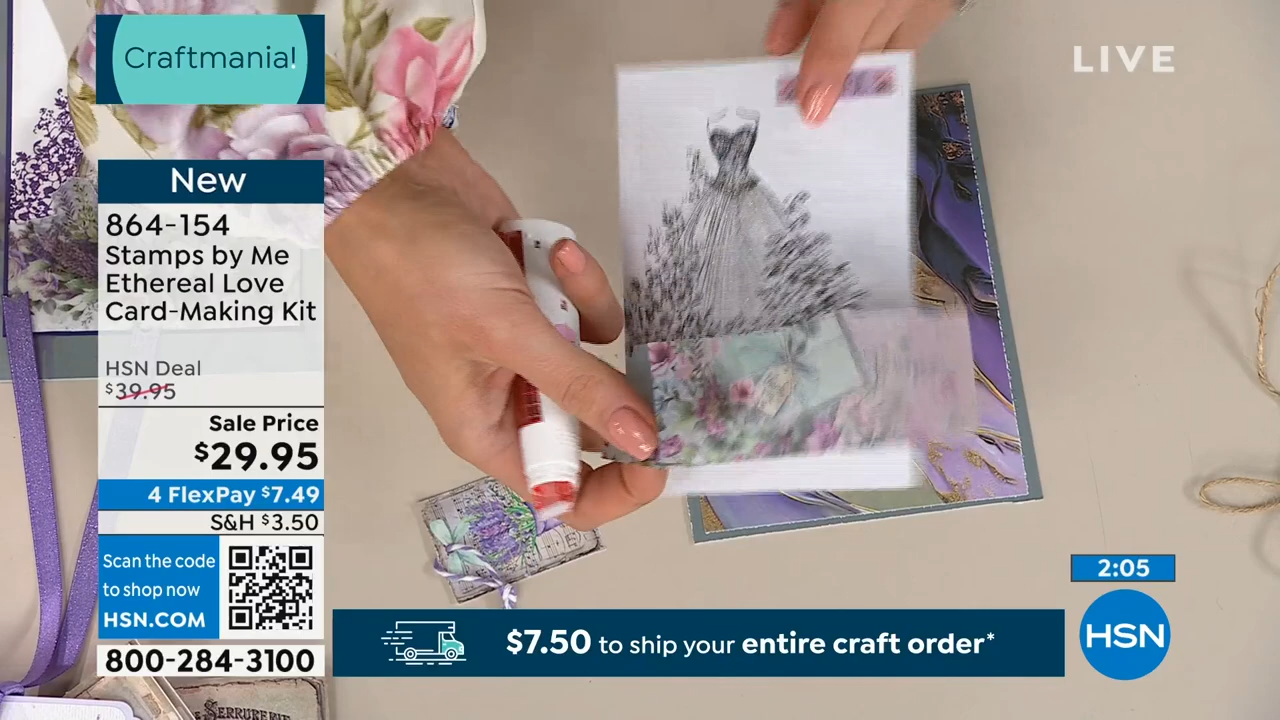 Craftmania!
LIVE
New
864-154
Stamps by Me
Ethereal Love
Card-Making Kit
HSN Deal
$39.95
Sale Price
$29.95
4 FlexPay $7.49
S&H $3.50
Scan the code
to shop now
HSN.COM
800-284-3100
$7.50 to ship your entire craft order*
2:05
HSN
SERRURERIE